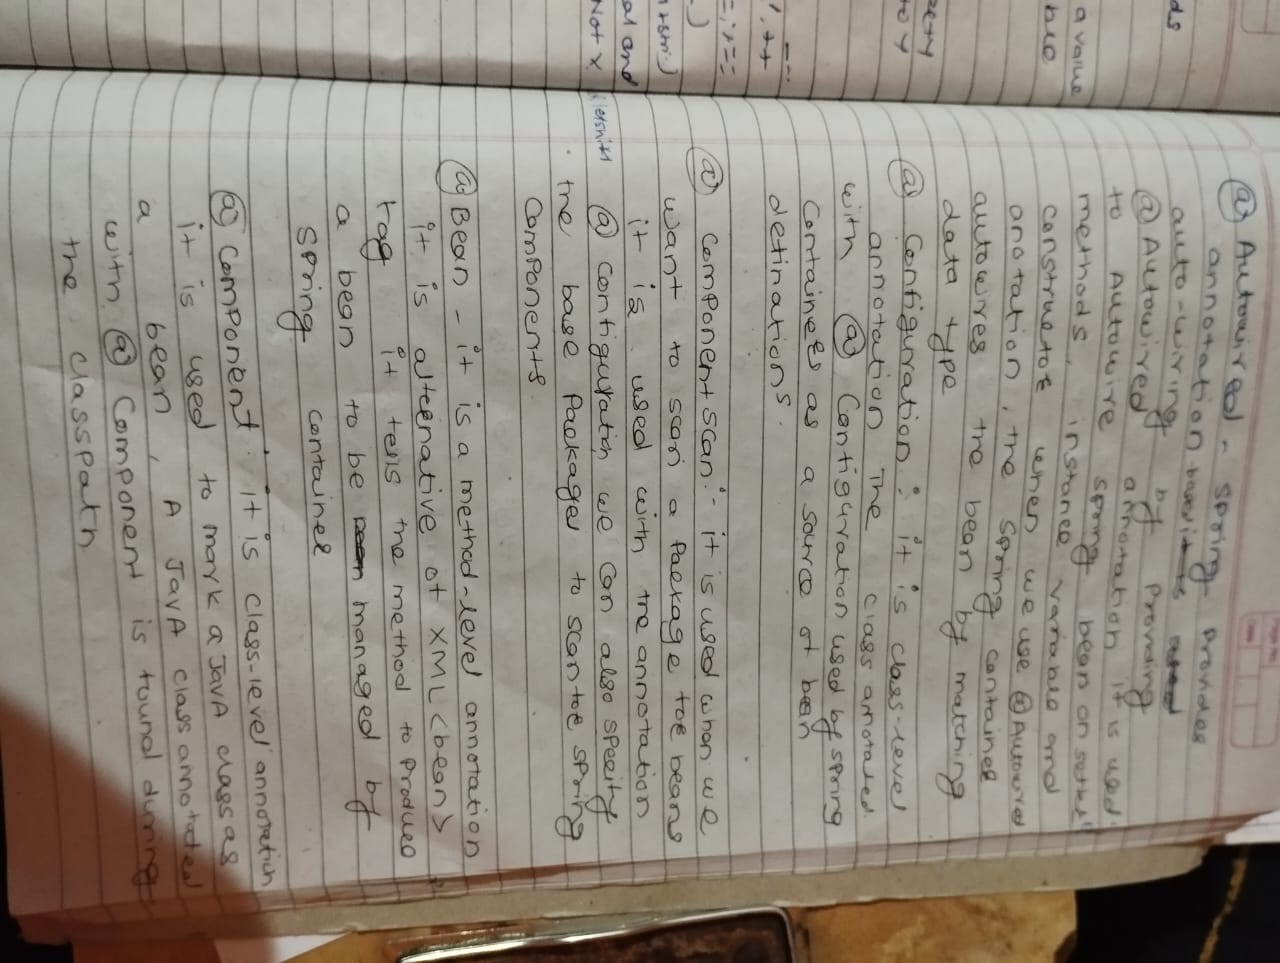 Page No.
Date
@ Autowired - spring provides
annotation based
auto-wiring by providing
@ Autowired annotation it is used
to Autowire spring bean on setter
methods, instance variable and
constructor when we use @ Autowired
anotation, the spring container
autowires the bean by matching
data type
@ Configuration : it is class-level
annotation The class annotated
with @ Configuration used by spring
Containers as a source of bean
definations.
@ Component scan :- it is used when we
want to scan a Package for beans
it is used with the annotation
@ configuration we can also specify
the base Packages to scan for spring
components.
@ Bean - it is a method-level annotation
it is alternative of XML <bean>
tag it tells the method to Produce
a bean to be managed by
spring container
@ component : it is class-level annotation
it is used to mark a JavA class as
a bean, A JavA class annotated
with @ Component is found during
the classpath
ds
a value
ble
to y
al and
Not x